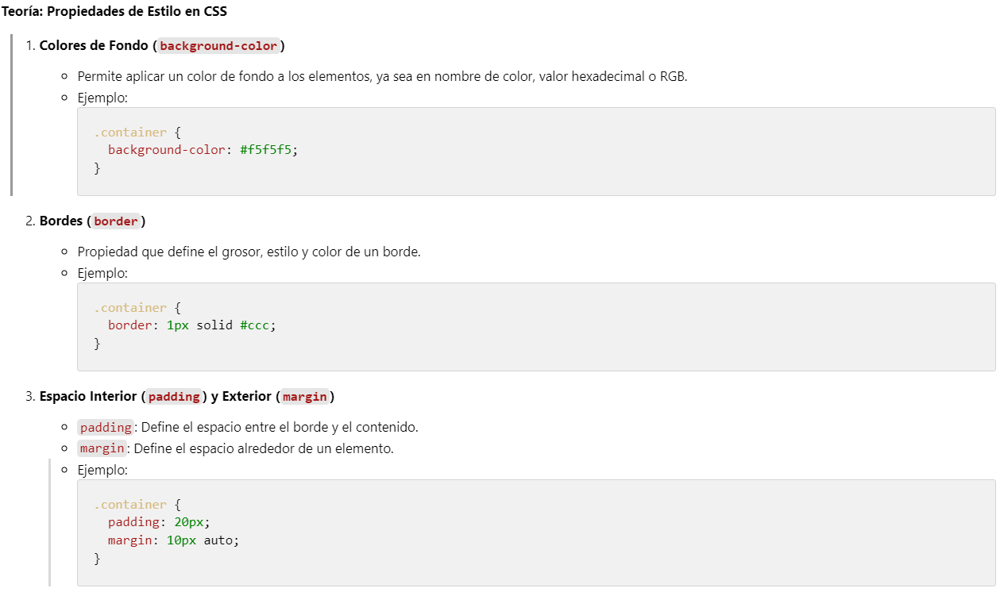 Teoría: Propiedades de Estilo en CSS
1. Colores de Fondo (background-color)
Permite aplicar un color de fondo a los elementos, ya sea en nombre de color, valor hexadecimal o RGB.
Ejemplo:
.container {
  background-color: #f5f5f5;
}
2. Bordes (border)
Propiedad que define el grosor, estilo y color de un borde.
Ejemplo:
.container {
  border: 1px solid #ccc;
}
3. Espacio Interior (padding) y Exterior (margin)
padding: Define el espacio entre el borde y el contenido.
margin: Define el espacio alrededor de un elemento.
Ejemplo:
.container {
  padding: 20px;
  margin: 10px auto;
}